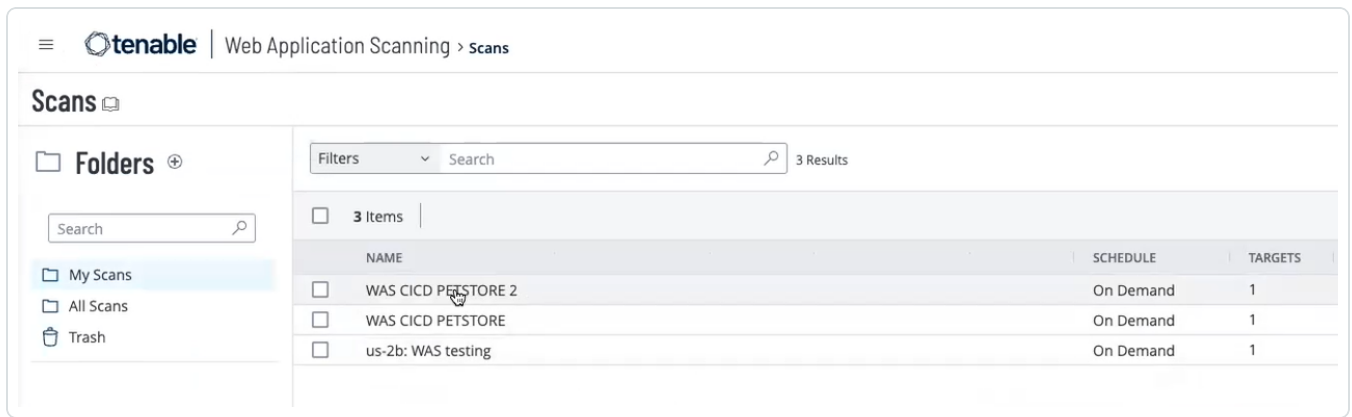 tenable Web Application Scanning > Scans
Scans
Folders
Search
My Scans
All Scans
Trash
Filters Search 3 Results
3 Items
NAME SCHEDULE TARGETS
WAS CICD PETSTORE 2 On Demand 1
WAS CICD PETSTORE On Demand 1
us-2b: WAS testing On Demand 1